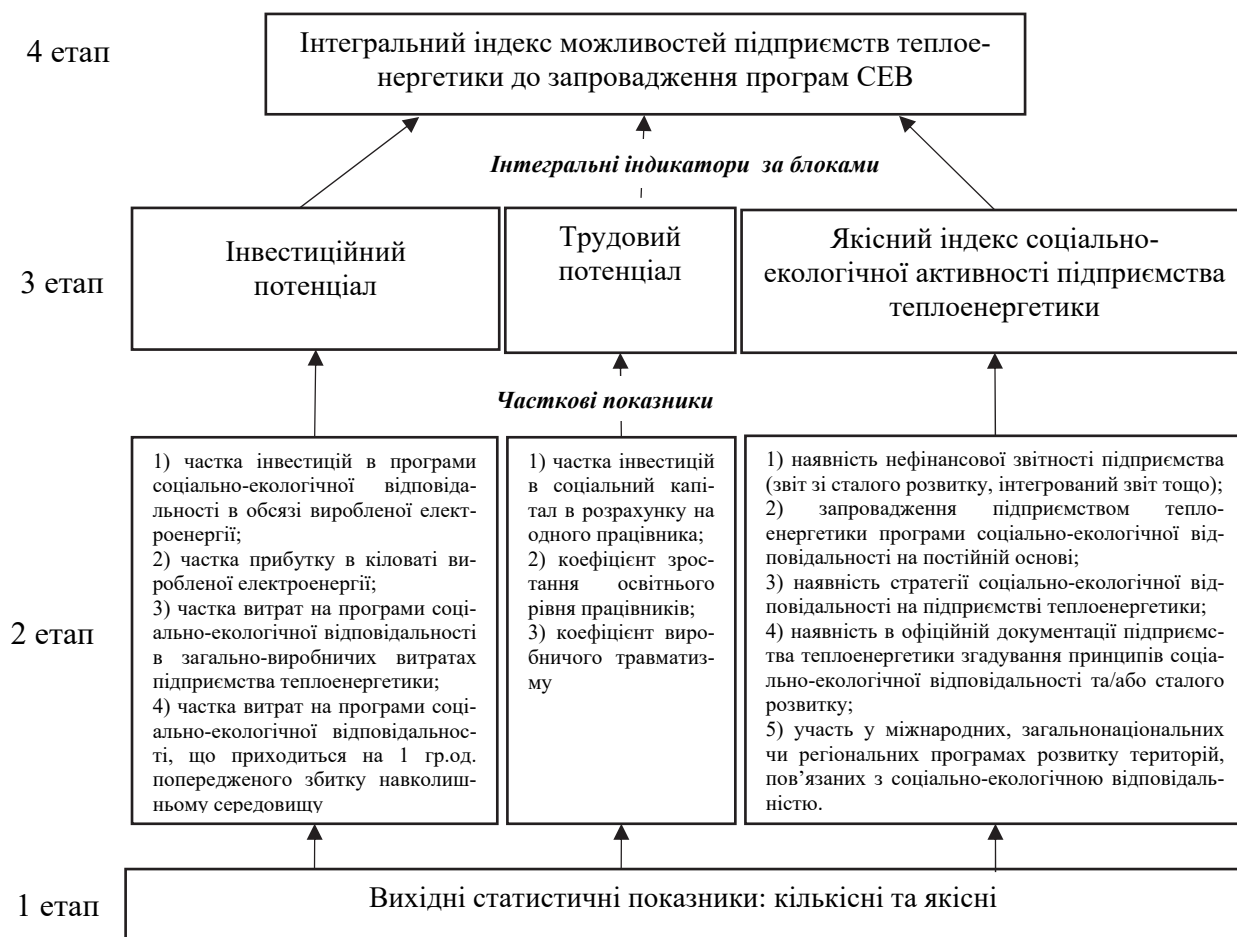 4 етап
Інтегральний індекс можливостей підприємств теплое-
нергетики до запровадження програм СЕВ
Інтегральні індикатори за блоками
3 етап
Інвестиційний
потенціал
Трудовий
потенціал
Якісний індекс соціально-
екологічної активності підприємства
теплоенергетики
Часткові показники
2 етап
1) частка інвестицій в програми
соціально-екологічної відповіда-
льності в обсязі виробленої елект-
роенергії;
2) частка прибутку в кіловаті ви-
робленої електроенергії;
3) частка витрат на програми соці-
ально-екологічної відповідальності
в загально-виробничих витратах
підприємства теплоенергетики;
4) частка витрат на програми соці-
ально-екологічної відповідальнос-
ті, що приходиться на 1 гр.од.
попередженого збитку навколиш-
ньому середовищу
1) частка інвестицій
в соціальний капі-
тал в розрахунку на
одного працівника;
2) коефіцієнт зрос-
тання освітнього
рівня працівників;
3) коефіцієнт виро-
бничого травматиз-
му
1) наявність нефінансової звітності підприємства
(звіт зі сталого розвитку, інтегрований звіт тощо);
2) запровадження підприємством тепло-
енергетики програми соціально-екологічної від-
повідальності на постійній основі;
3) наявність стратегії соціально-екологічної від-
повідальності на підприємстві теплоенергетики;
4) наявність в офіційній документації підприєм-
ства теплоенергетики згадування принципів соціа-
льно-екологічної відповідальності та/або сталого
розвитку;
5) участь у міжнародних, загальнонаціональних
чи регіональних програмах розвитку територій,
пов’язаних з соціально-екологічною відповідаль-
ністю.
1 етап
Вихідні статистичні показники: кількісні та якісні